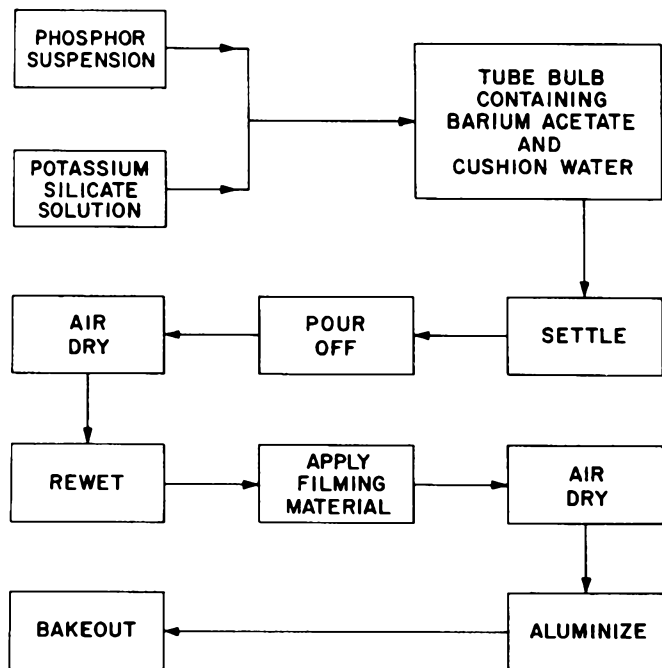 PHOSPHOR
SUSPENSION
POTASSIUM
SILICATE
SOLUTION
TUBE BULB
CONTAINING
BARIUM ACETATE
AND
CUSHION WATER
SETTLE
POUR
OFF
AIR
DRY
REWET
APPLY
FILMING
MATERIAL
AIR
DRY
ALUMINIZE
BAKEOUT